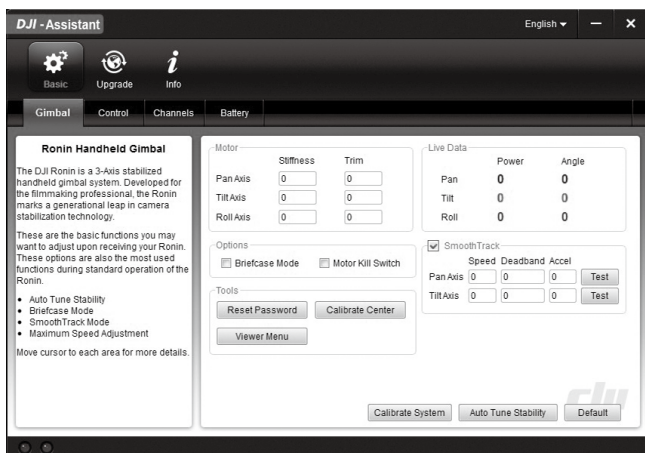 DJI - Assistant
English
Basic
Upgrade
Info
Gimbal
Control
Channels
Battery
Ronin Handheld Gimbal
The DJI Ronin is a 3-Axis stabilized
handheld gimbal system. Developed for
the filmmaking professional, the Ronin
marks a generational leap in camera
stabilization technology.
These are the basic functions you may
want to adjust upon receiving your Ronin.
These options are also the most used
functions during standard operation of the
Ronin.
• Auto Tune Stability
• Briefcase Mode
• SmoothTrack Mode
• Maximum Speed Adjustment
Move cursor to each area for more details.
Motor
Stiffness Trim
Pan Axis 0 0
Tilt Axis 0 0
Roll Axis 0 0
Options
Briefcase Mode Motor Kill Switch
Tools
Reset Password Calibrate Center
Viewer Menu
Live Data
Power Angle
Pan 0 0
Tilt 0 0
Roll 0 0
SmoothTrack
Speed Deadband Accel
Pan Axis 0 0 0 Test
Tilt Axis 0 0 0 Test
Calibrate System Auto Tune Stability Default
dji